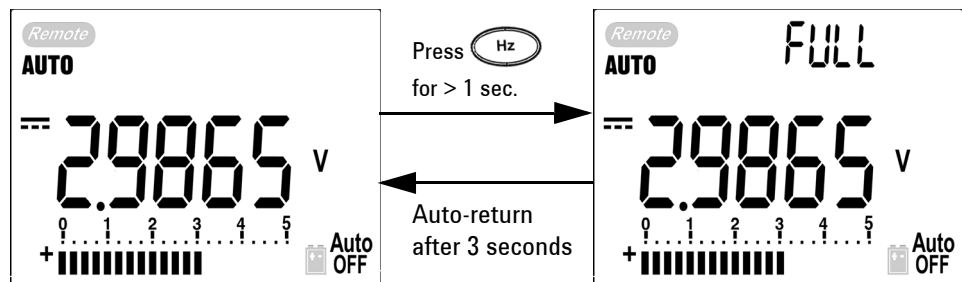 Remote
AUTO
2.9865 V
0 1 2 3 4 5
+
Auto
OFF
Press Hz
for > 1 sec.
Auto-return
after 3 seconds
Remote
FULL
AUTO
2.9865 V
0 1 2 3 4 5
+
Auto
OFF